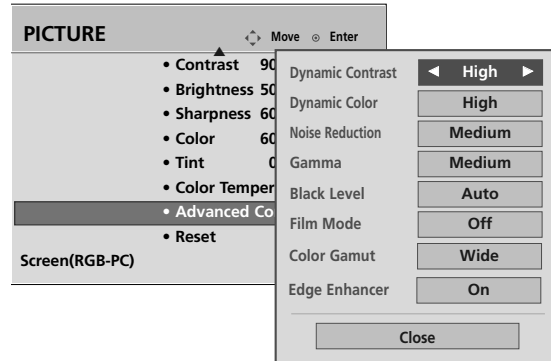 PICTURE
Move Enter
• Contrast 90
• Brightness 50
• Sharpness 60
• Color 60
• Tint 0
• Color Temper
• Advanced Co
• Reset
Screen(RGB-PC)
Dynamic Contrast ◄ High ►
Dynamic Color High
Noise Reduction Medium
Gamma Medium
Black Level Auto
Film Mode Off
Color Gamut Wide
Edge Enhancer On
Close